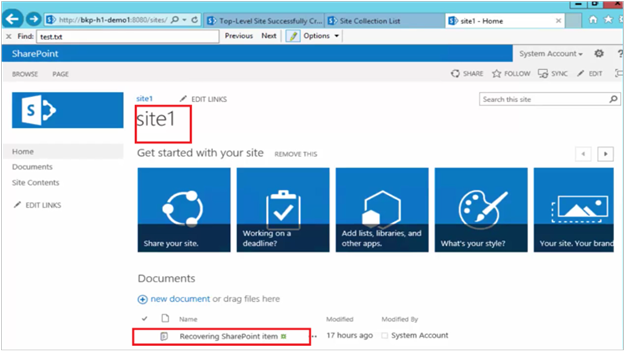 http://bkp-h1-demo1:8080/sites/
Top-Level Site Successfully Cr...
Site Collection List
site1 - Home
Find: test.txt Previous Next Options
SharePoint
System Account
BROWSE PAGE
SHARE FOLLOW SYNC EDIT
site1 EDIT LINKS
Search this site
site1
Get started with your site REMOVE THIS
Home
Documents
Site Contents
EDIT LINKS
Share your site.
Working on a
deadline?
Add lists, libraries, and
other apps.
What's your style?
Your site. Your brand
Documents
new document or drag files here
Name Modified Modified By
Recovering SharePoint item ... 17 hours ago System Account